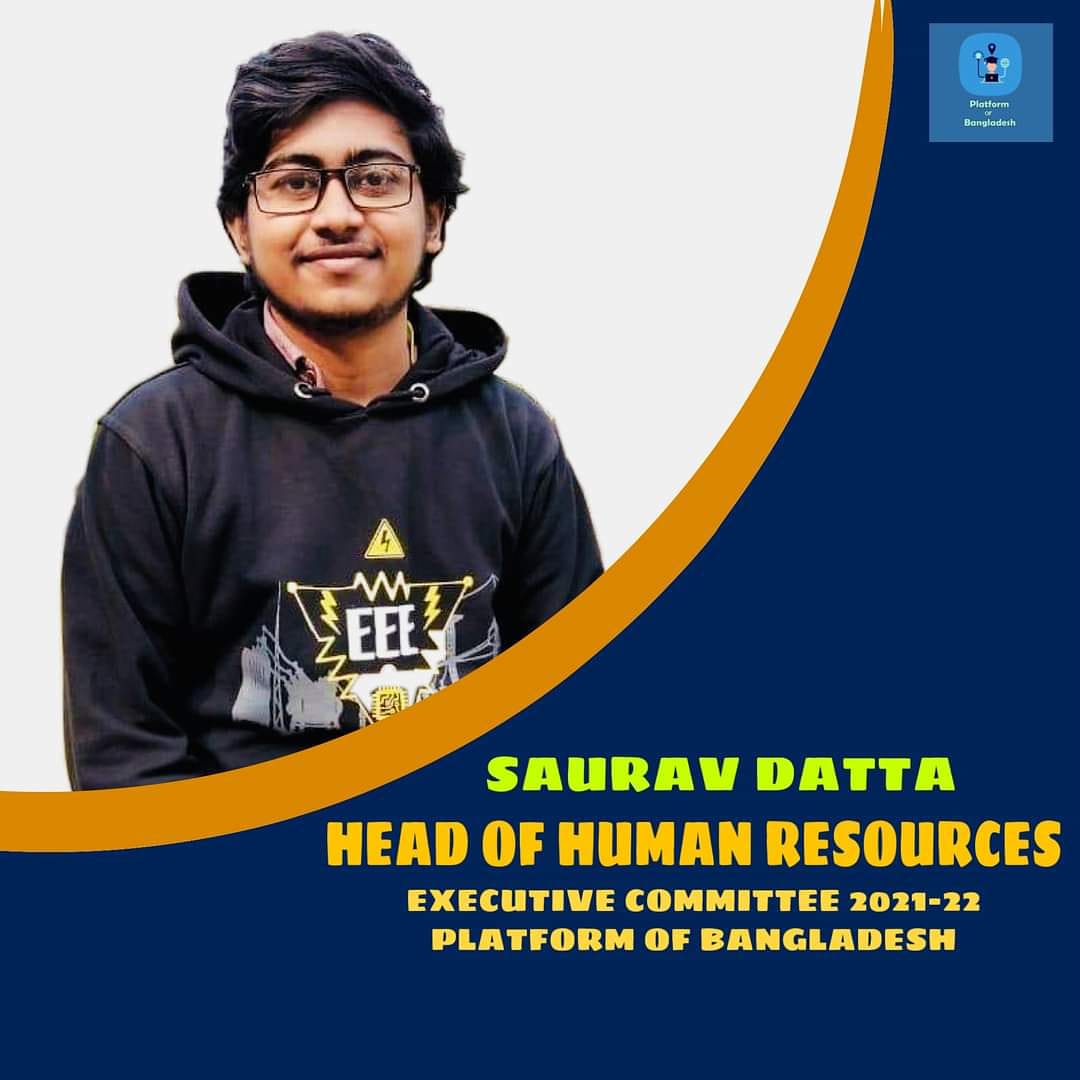 Platform
OF
Bangladesh
EEE
SAURAV DATTA
HEAD OF HUMAN RESOURCES
EXECUTIVE COMMITTEE 2021-22
PLATFORM OF BANGLADESH